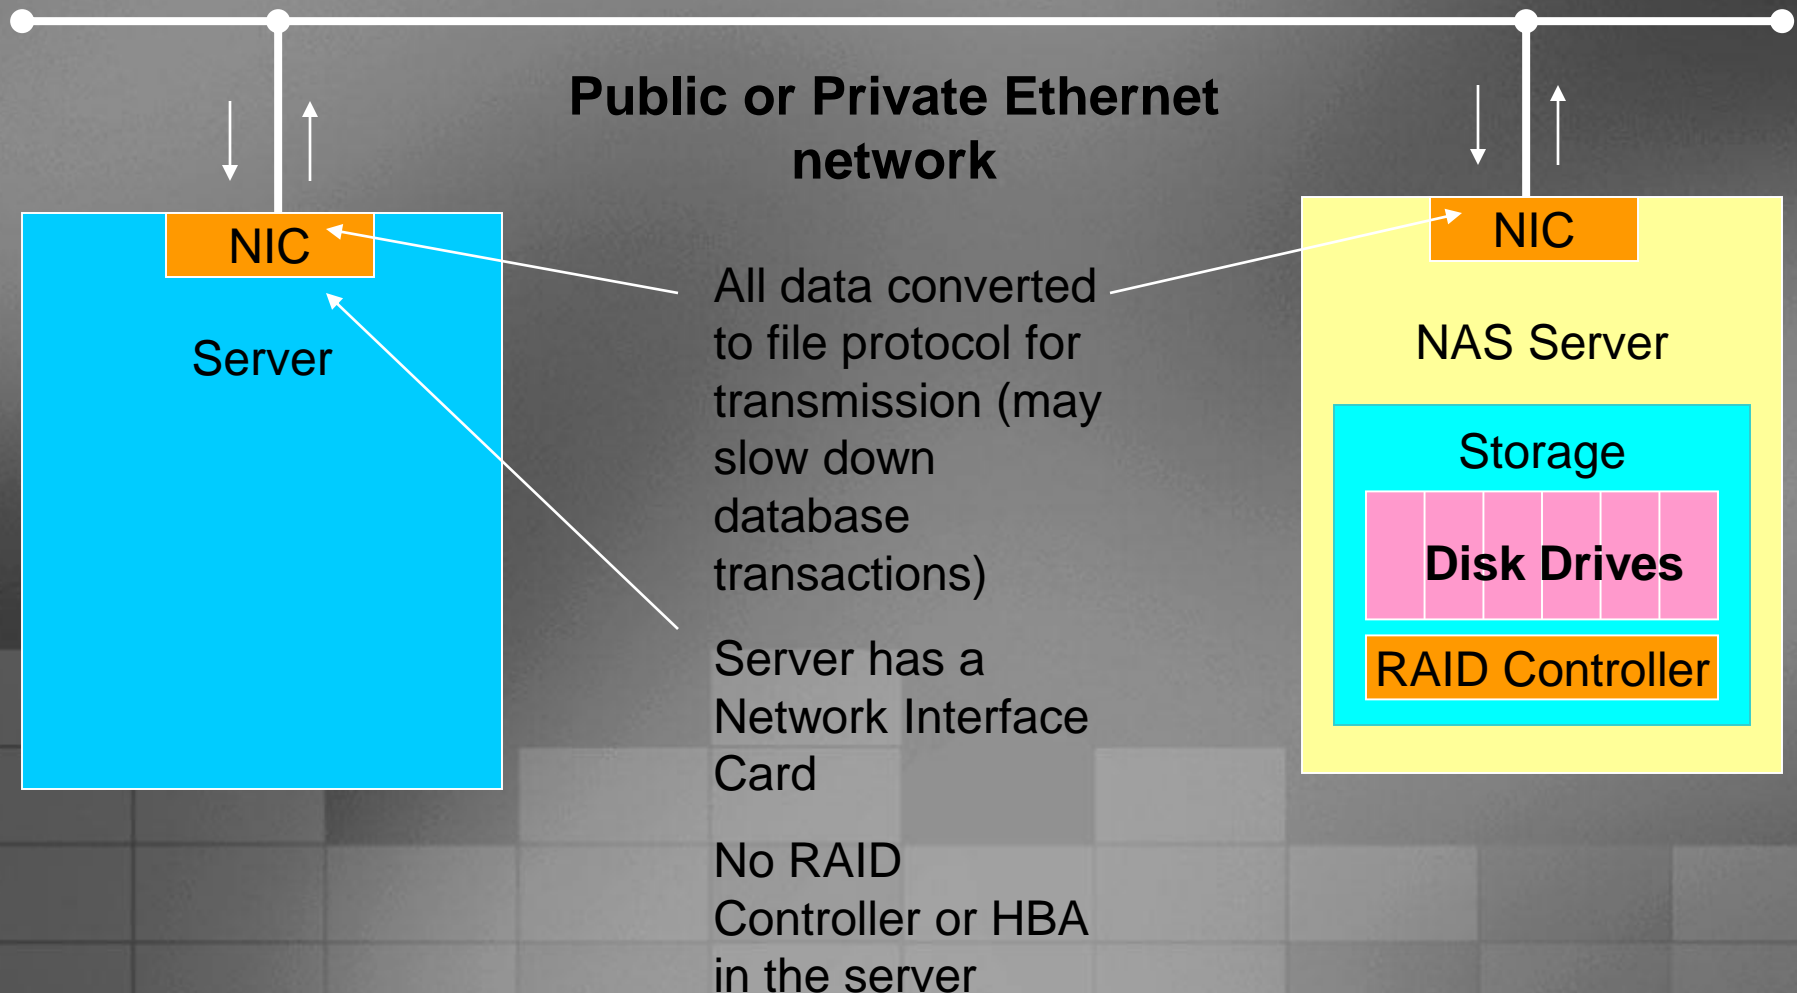 Public or Private Ethernet
network
NIC
Server
All data converted
to file protocol for
transmission (may
slow down
database
transactions)
Server has a
Network Interface
Card
No RAID
Controller or HBA
in the server
NIC
NAS Server
Storage
Disk Drives
RAID Controller